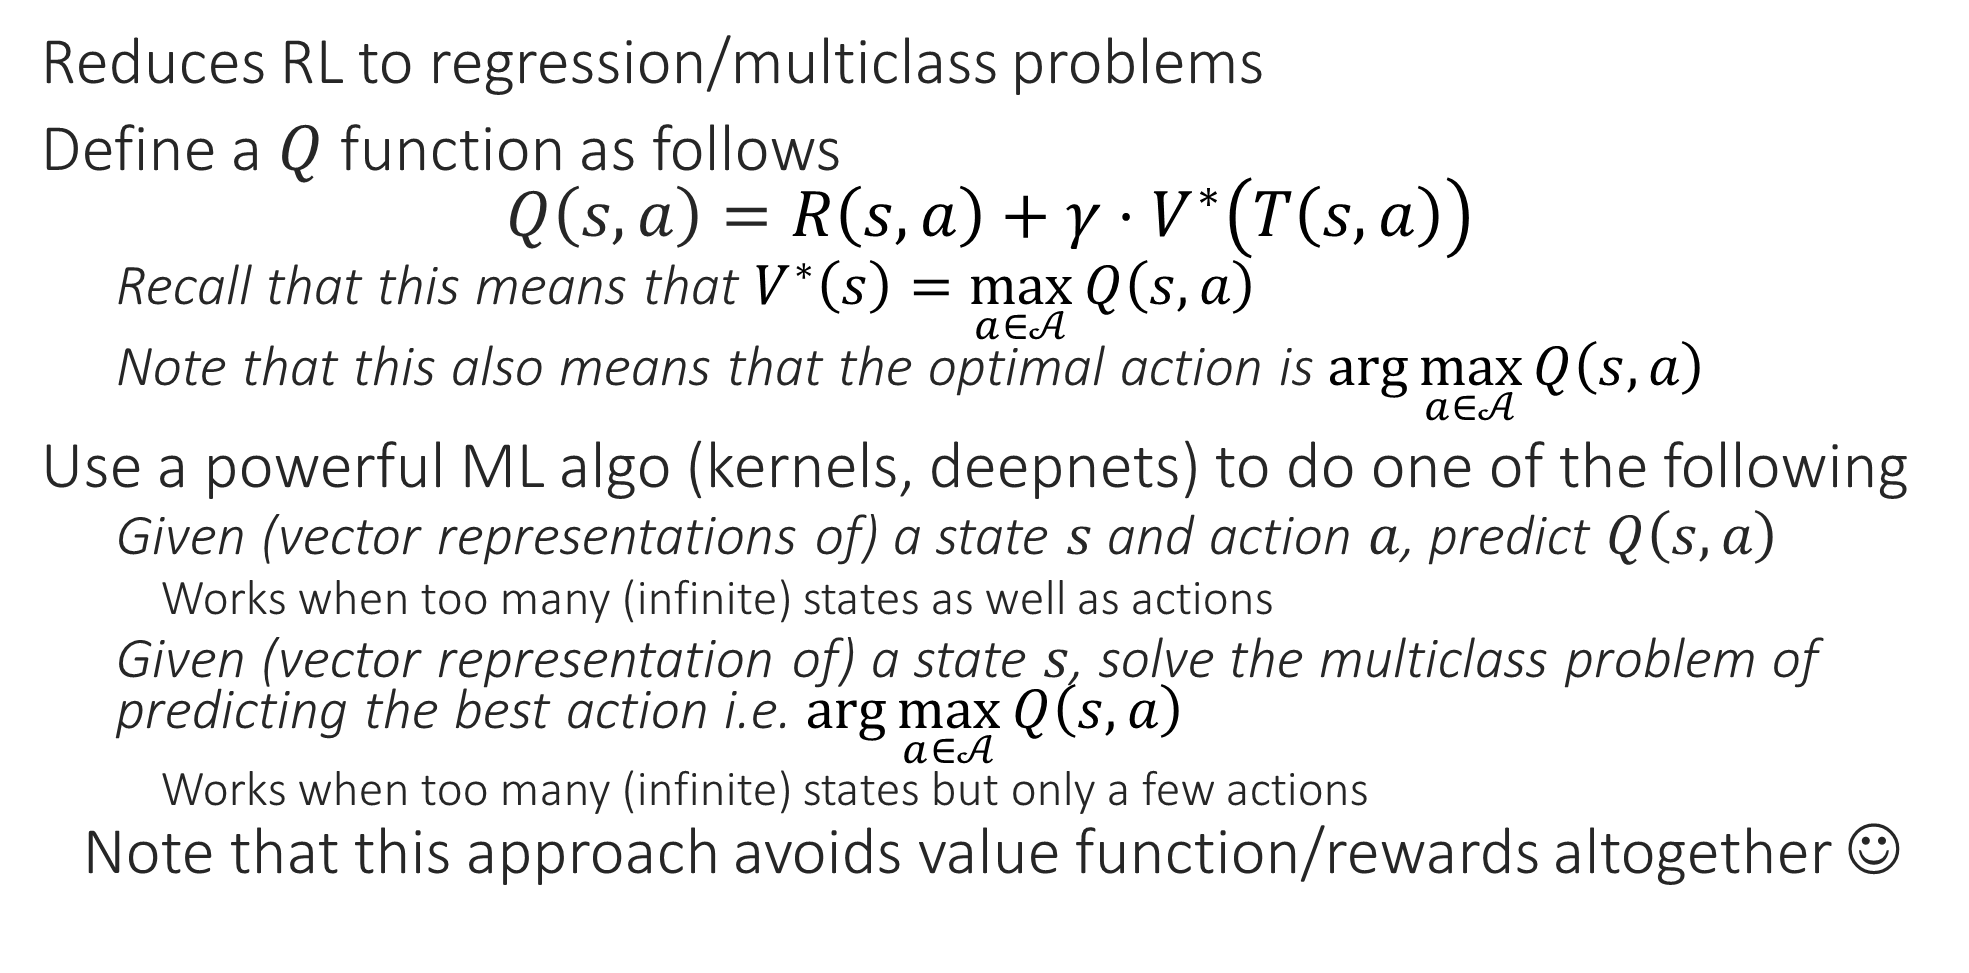 Reduces RL to regression/multiclass problems
Define a Q function as follows
Q(s, a) = R(s, a) + γ · V*(T(s, a))
Recall that this means that V*(s) = max_{a∈𝒜} Q(s, a)
Note that this also means that the optimal action is arg max_{a∈𝒜} Q(s, a)
Use a powerful ML algo (kernels, deepnets) to do one of the following
Given (vector representations of) a state s and action a, predict Q(s, a)
Works when too many (infinite) states as well as actions
Given (vector representation of) a state s, solve the multiclass problem of
predicting the best action i.e. arg max_{a∈𝒜} Q(s, a)
Works when too many (infinite) states but only a few actions
Note that this approach avoids value function/rewards altogether ☺